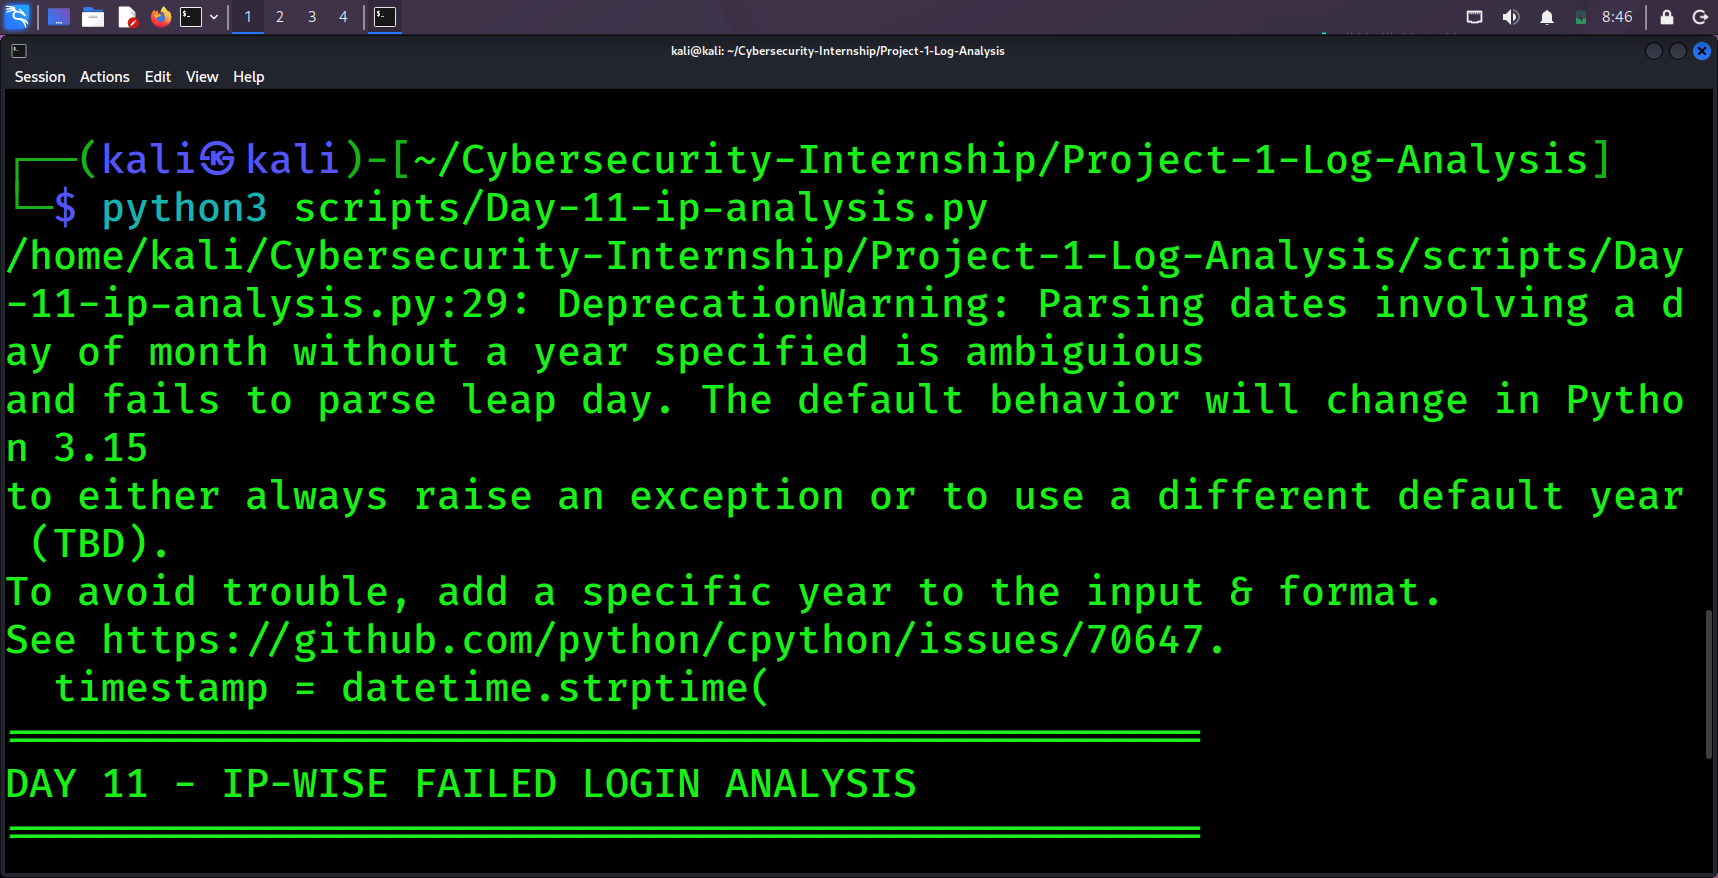 1 2 3 4 8:46
kali@kali: ~/Cybersecurity-Internship/Project-1-Log-Analysis
Session Actions Edit View Help
┌──(kali㉿kali)-[~/Cybersecurity-Internship/Project-1-Log-Analysis]
└─$ python3 scripts/Day-11-ip-analysis.py
/home/kali/Cybersecurity-Internship/Project-1-Log-Analysis/scripts/Day
-11-ip-analysis.py:29: DeprecationWarning: Parsing dates involving a d
ay of month without a year specified is ambiguious
and fails to parse leap day. The default behavior will change in Pytho
n 3.15
to either always raise an exception or to use a different default year
 (TBD).
To avoid trouble, add a specific year to the input & format.
See https://github.com/python/cpython/issues/70647.
  timestamp = datetime.strptime(
==================================================
DAY 11 - IP-WISE FAILED LOGIN ANALYSIS
==================================================